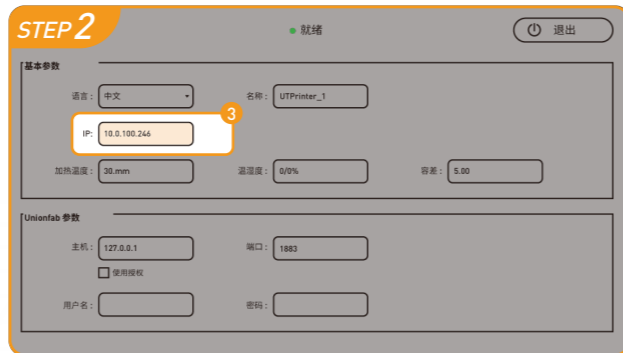 STEP 2
就绪
退出
基本参数
语言： 中文 名称： UTPrinter_1
3
IP: 10.0.100.246
加热温度： 30.mm 温湿度： 0/0% 容差： 5.00
Unionfab 参数
主机： 127.0.0.1 端口： 1883
使用授权
用户名： 密码：